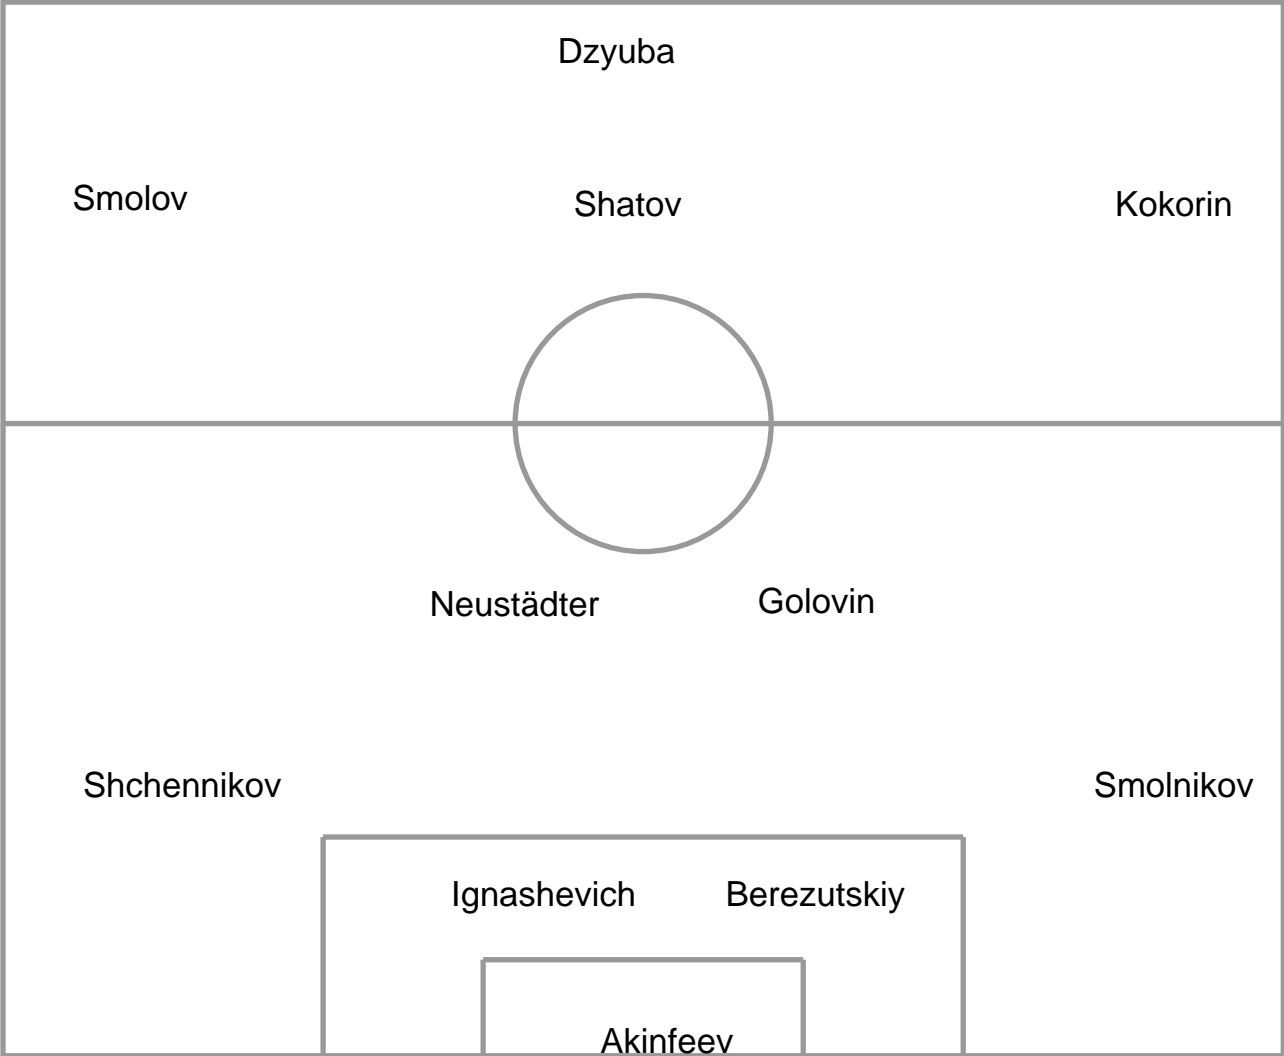 Dzyuba
Smolov
Shatov
Kokorin
Neustädter
Golovin
Shchennikov
Smolnikov
Ignashevich
Berezutskiy
Akinfeev